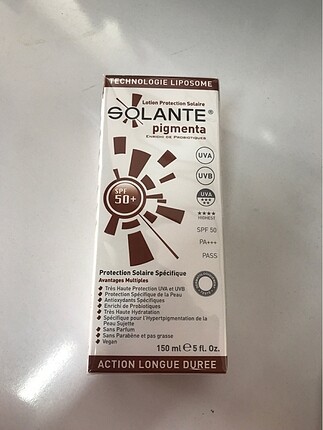 TECHNOLOGIE LIPOSOME
Lotion Protection Solaire
SOLANTE®
pigmenta
ENRICHI DE PROBIOTIQUES
UVA
UVB
UVA
SPF
50+
HIGHEST
SPF 50
PA+++
PASS
Protection Solaire Spécifique
Avantages Multiples
Très Haute Protection UVA et UVB
Protection Spécifique de la Peau
Antioxydants Spécifiques
Enrichi de Probiotiques
Très Haute Hydratation
Spécifique pour l'Hyperpigmentation de la
Peau Sujette
Sans Parfum
Sans Parabène et pas grasse
Vegan
150 ml e 5 fl. Oz.
ACTION LONGUE DUREE